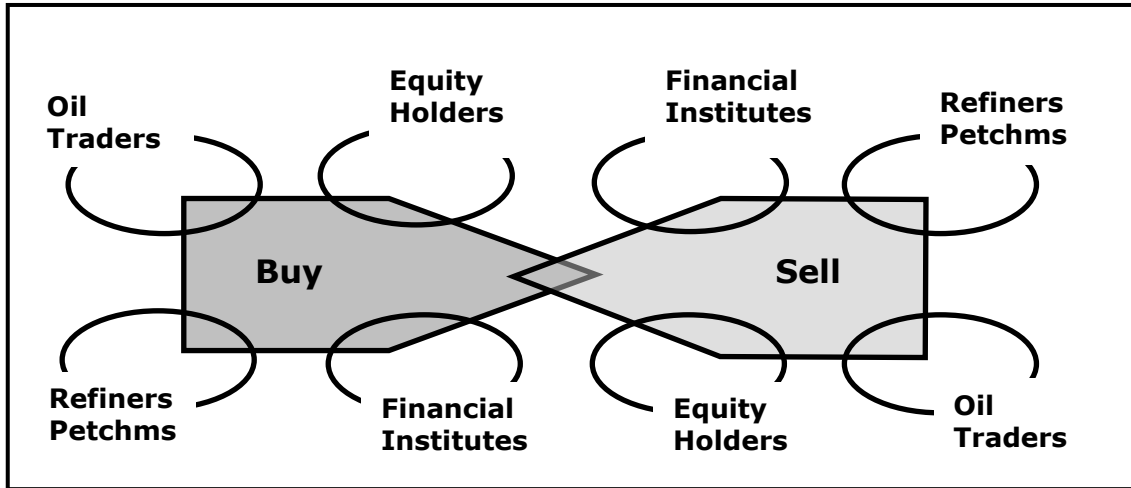 Oil
Traders
Equity
Holders
Financial
Institutes
Refiners
Petchms
Buy
Sell
Refiners
Petchms
Financial
Institutes
Equity
Holders
Oil
Traders